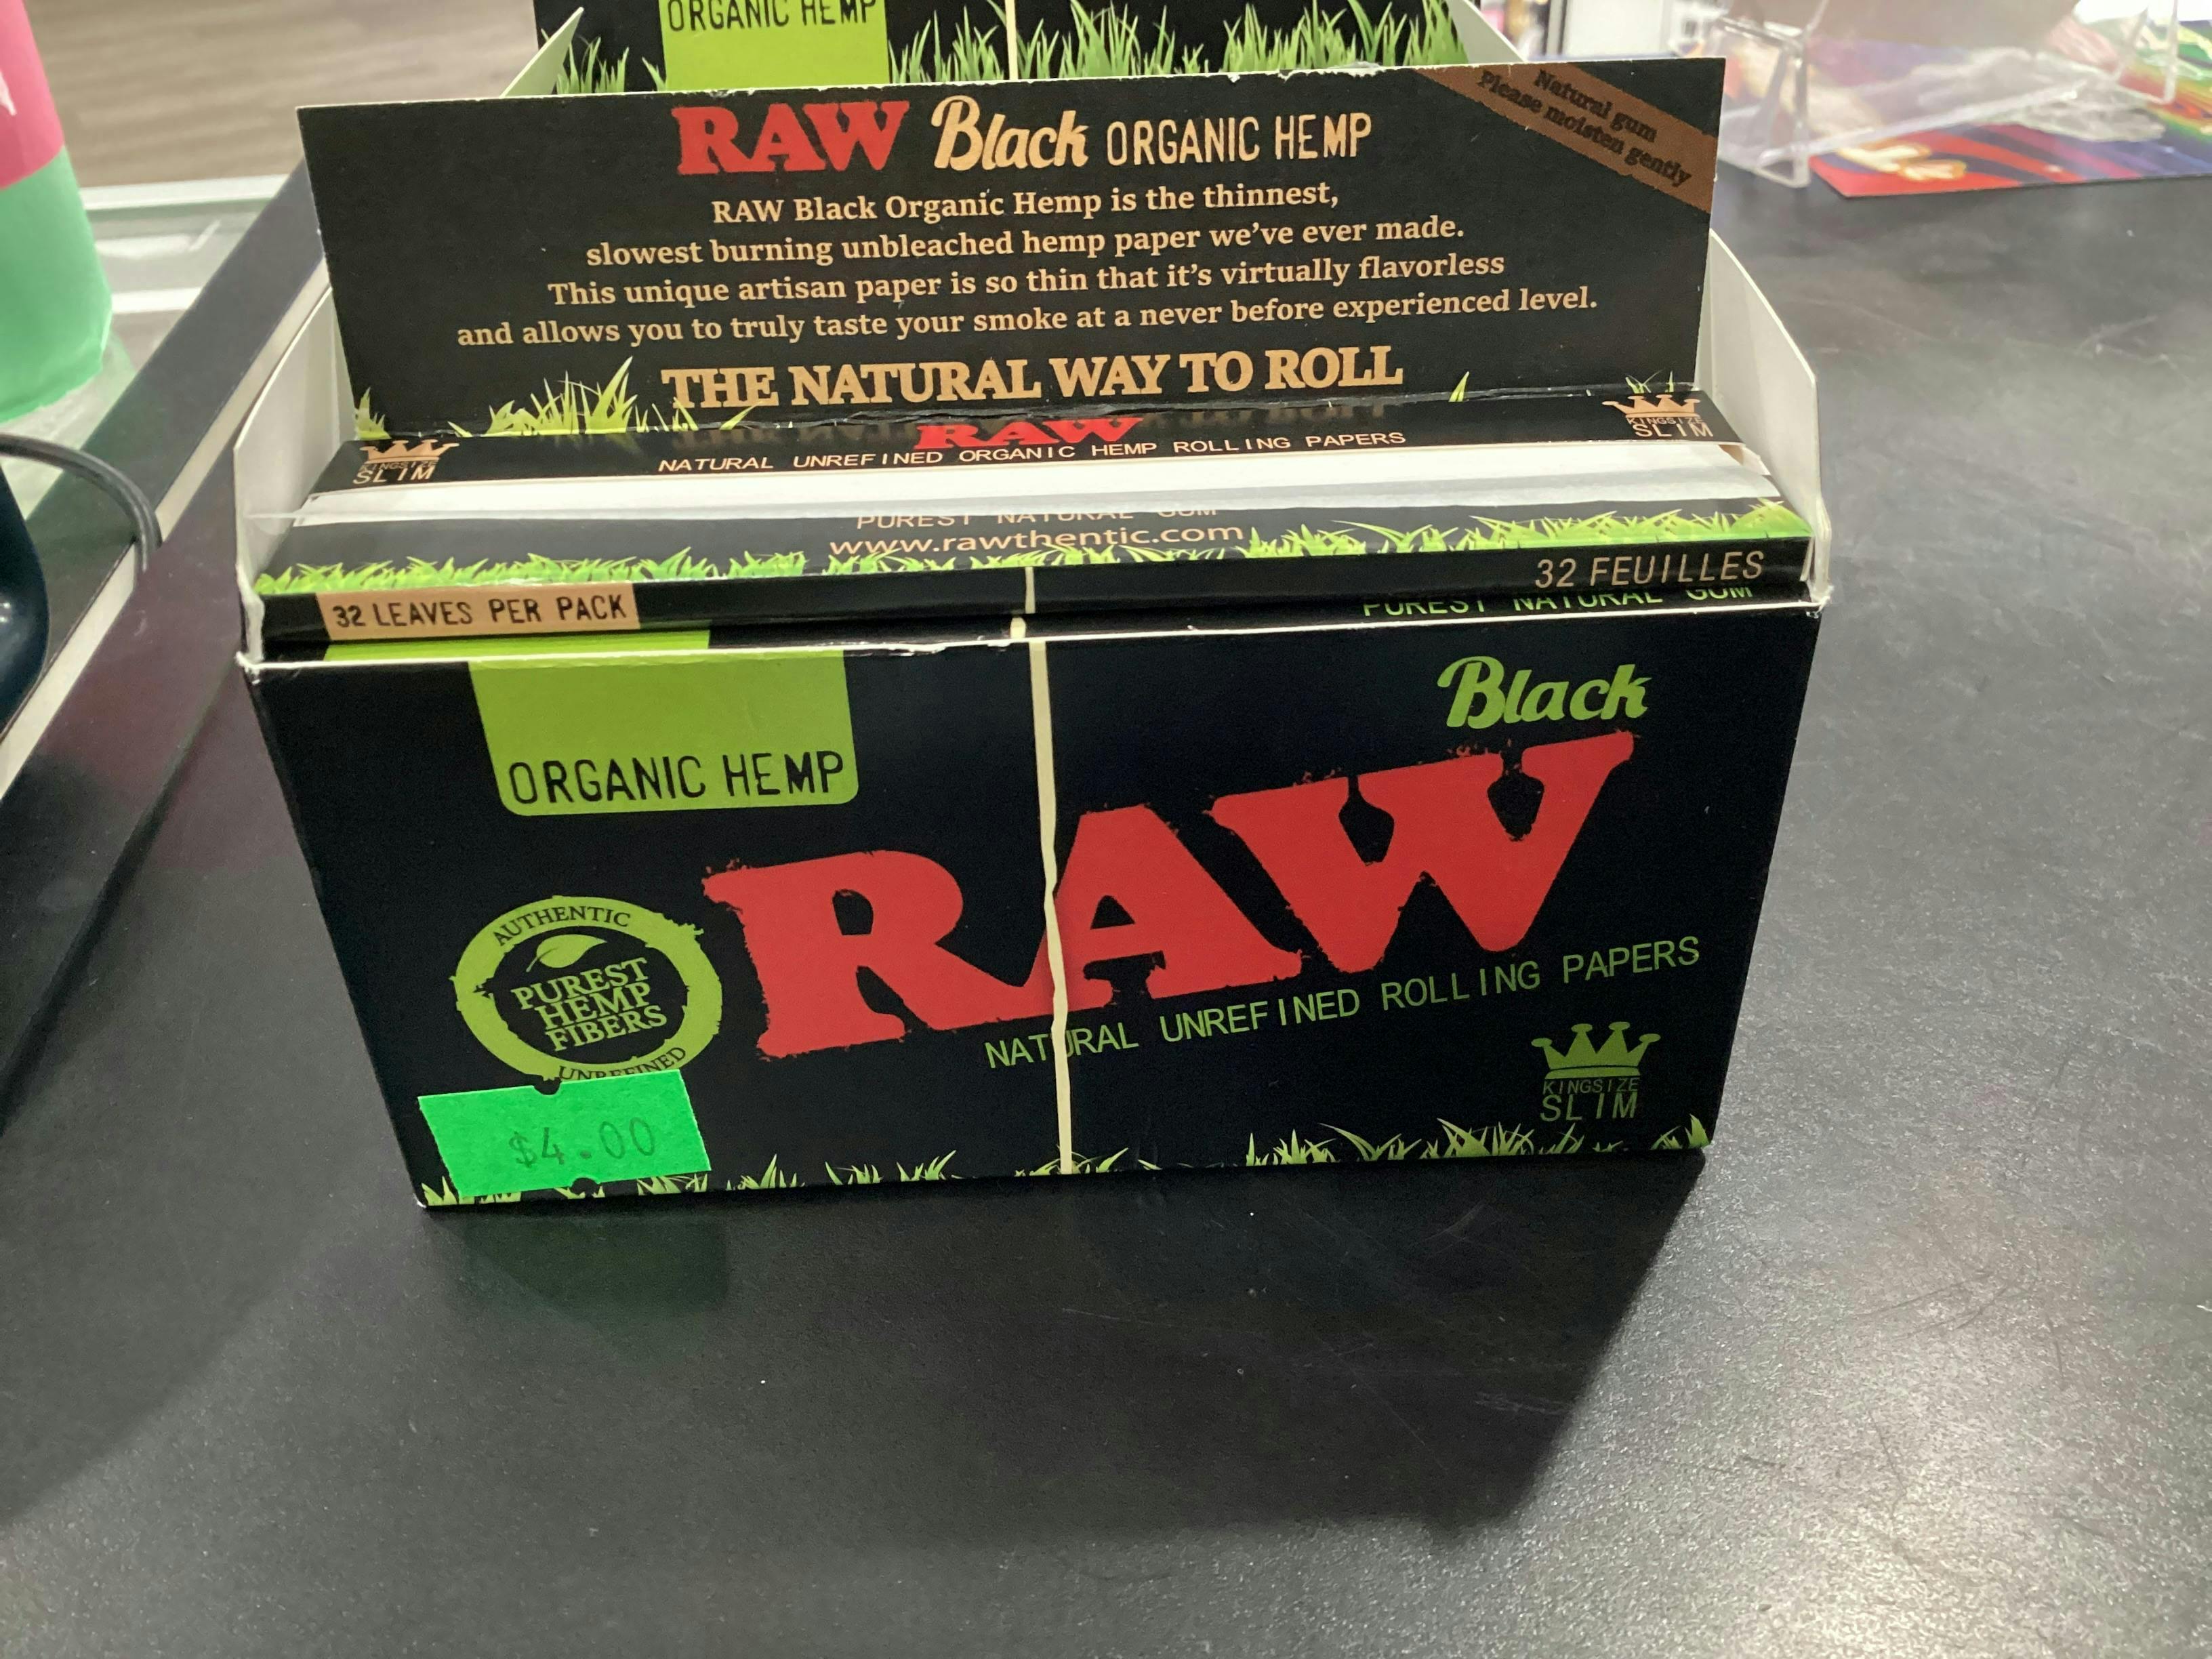 ORGANIC HEMP
RAW Black ORGANIC HEMP
Natural gum
Please moisten gently
RAW Black Organic Hemp is the thinnest,
slowest burning unbleached hemp paper we've ever made.
This unique artisan paper is so thin that it's virtually flavorless
and allows you to truly taste your smoke at a never before experienced level.
THE NATURAL WAY TO ROLL
RAW
KINGSIZE
SLIM
NATURAL UNREFINED ORGANIC HEMP ROLLING PAPERS
KINGSIZE
SLIM
PUREST NATURAL GUM
www.rawthentic.com
32 LEAVES PER PACK
32 FEUILLES
PUREST NATURAL GUM
ORGANIC HEMP
Black
RAW
NATURAL UNREFINED ROLLING PAPERS
AUTHENTIC
PUREST
HEMP
FIBERS
UNREFINED
KINGSIZE
SLIM
$4.00